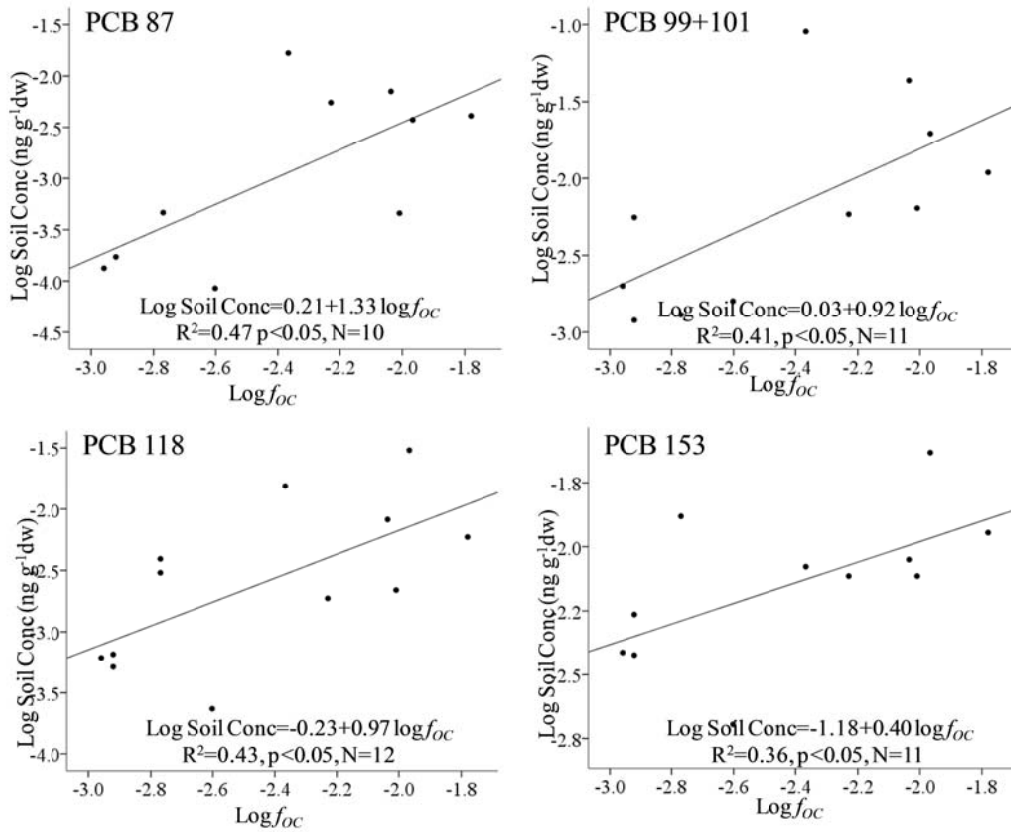 PCB 87
Log Soil Conc (ng g⁻¹dw)
-1.5
-2.0
-2.5
-3.0
-3.5
-4.0
-4.5
Log Soil Conc=0.21+1.33 logfOC
R²=0.47 p<0.05, N=10
-3.0 -2.8 -2.6 -2.4 -2.2 -2.0 -1.8
Log fOC
PCB 99+101
Log Soil Conc (ng g⁻¹dw)
-1.0
-1.5
-2.0
-2.5
-3.0
Log Soil Conc=0.03+0.92 logfOC
R²=0.41, p<0.05, N=11
-3.0 -2.8 -2.6 -2.4 -2.2 -2.0 -1.8
Log fOC
PCB 118
Log Soil Conc (ng g⁻¹dw)
-1.5
-2.0
-2.5
-3.0
-3.5
-4.0
Log Soil Conc=-0.23+0.97 logfOC
R²=0.43, p<0.05, N=12
-3.0 -2.8 -2.6 -2.4 -2.2 -2.0 -1.8
Log fOC
PCB 153
Log Soil Conc (ng g⁻¹dw)
-1.8
-2.0
-2.2
-2.5
-2.8
Log Soil Conc=-1.18+0.40 logfOC
R²=0.36, p<0.05, N=11
-3.0 -2.8 -2.6 -2.4 -2.2 -2.0 -1.8
Log fOC